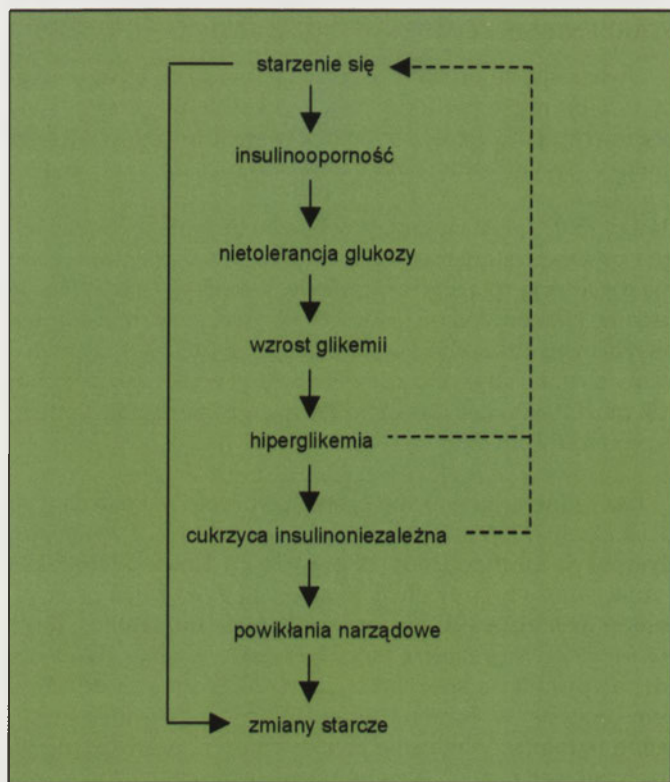 starzenie się
insulinooporność
nietolerancja glukozy
wzrost glikemii
hiperglikemia
cukrzyca insulinoniezależna
powikłania narządowe
zmiany starcze